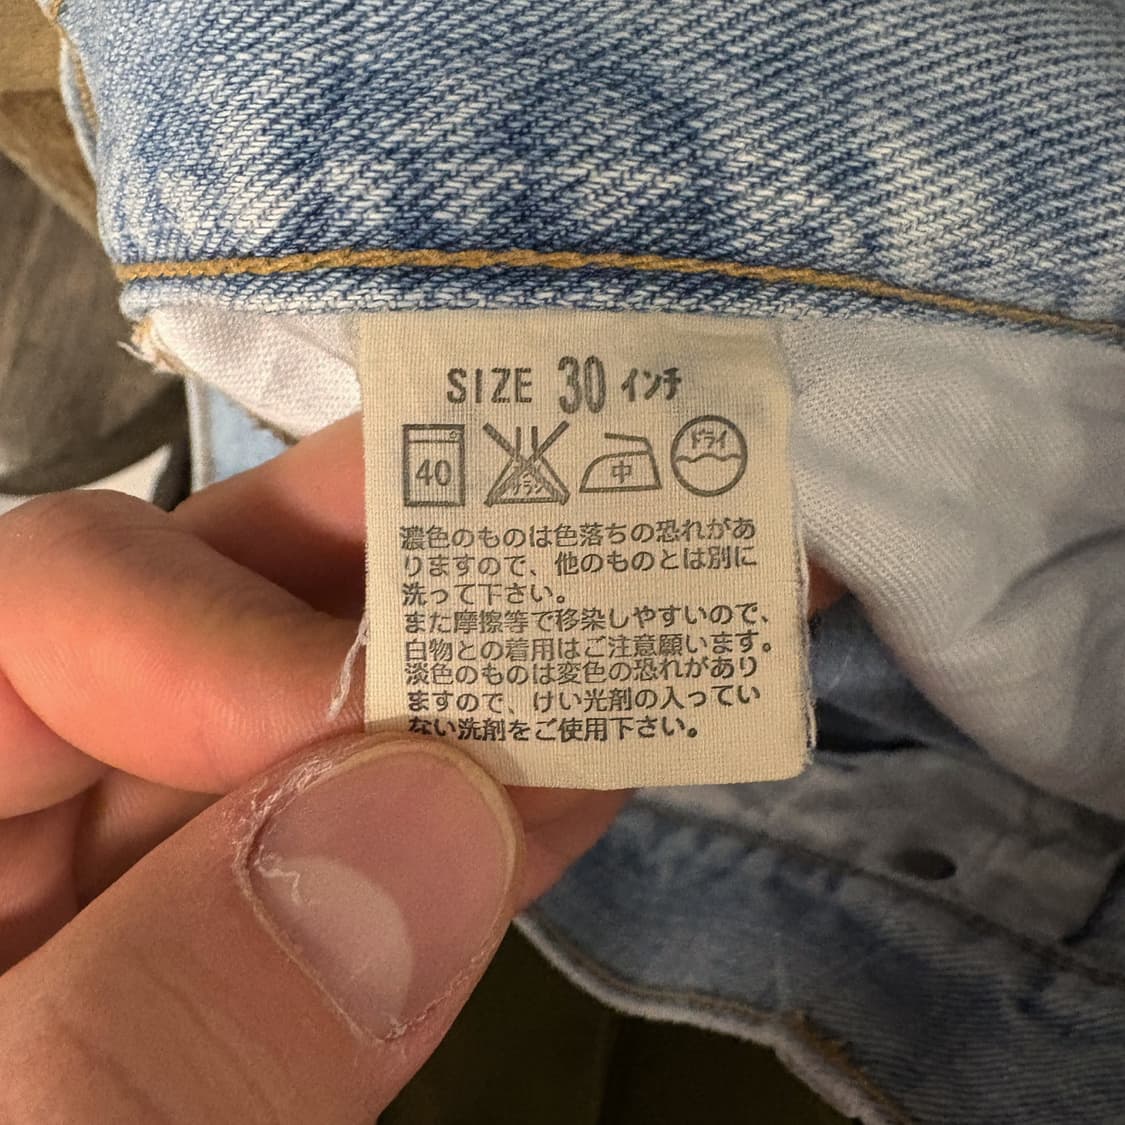 SIZE 30 インチ
40 サラシ 中 ドライ
濃色のものは色落ちの恐れがあ
りますので、他のものとは別に
洗って下さい。
また摩擦等で移染しやすいので、
白物との着用はご注意願います。
淡色のものは変色の恐れがあり
ますので、けい光剤の入ってい
ない洗剤をご使用下さい。